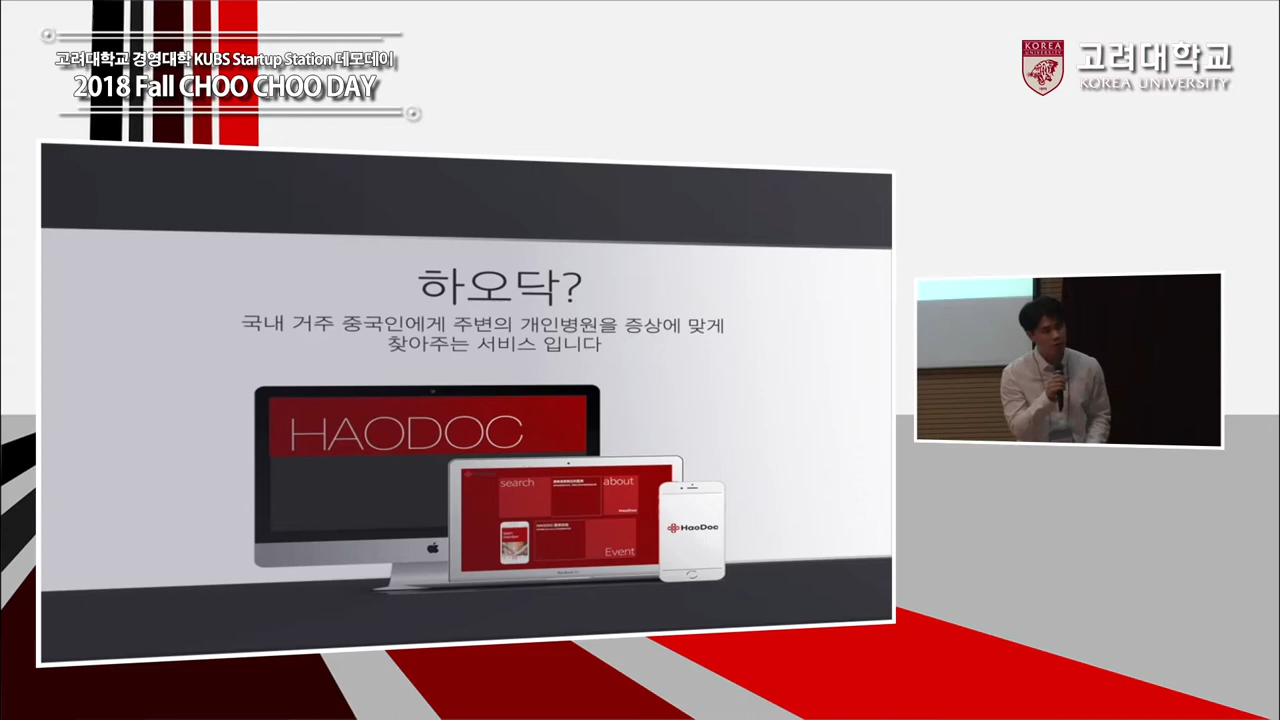 고려대학교 경영대학 KUBS Startup Station 데모데이
2018 Fall CHOO CHOO DAY
KOREA
UNIVERSITY
고려대학교
KOREA UNIVERSITY
하오닥?
국내 거주 중국인에게 주변의 개인병원을 증상에 맞게
찾아주는 서비스 입니다
HAODOC
search
about
Event
HaoDoc